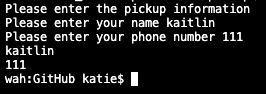 Please enter the pickup information
Please enter your name kaitlin
Please enter your phone number 111
kaitlin
111
wah:GitHub katie$